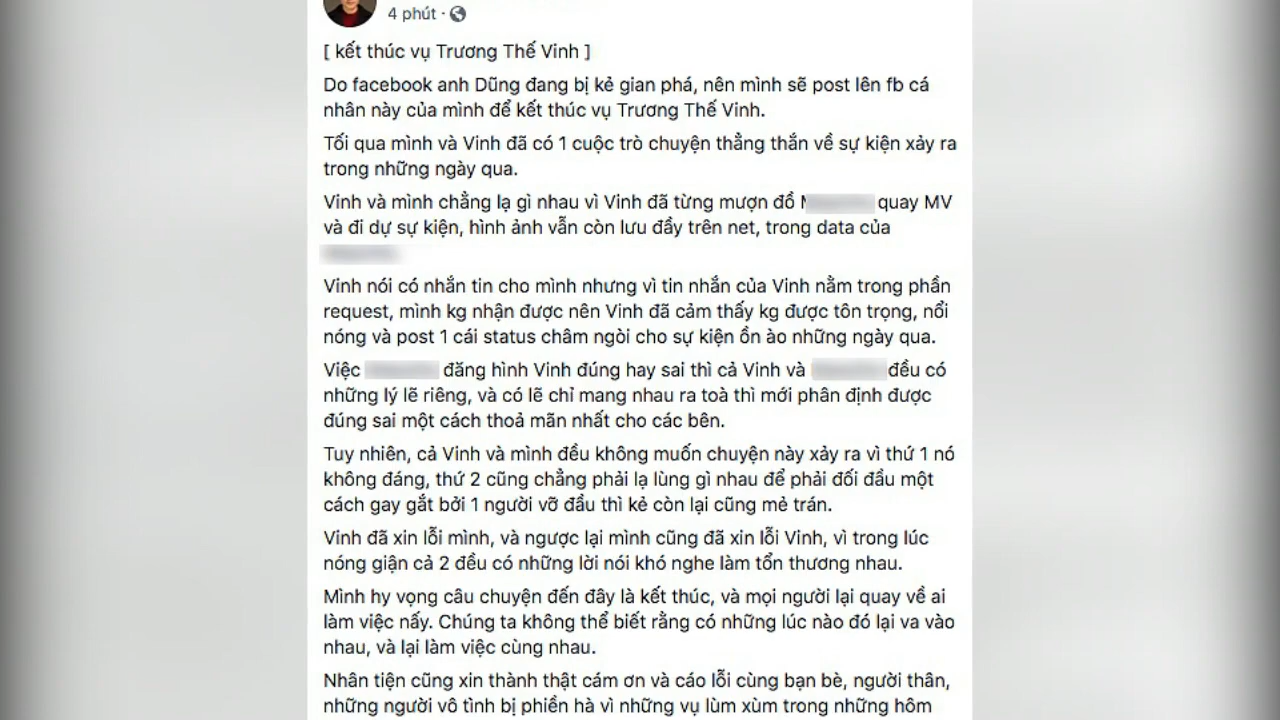 4 phút ·
[ kết thúc vụ Trương Thế Vinh ]
Do facebook anh Dũng đang bị kẻ gian phá, nên mình sẽ post lên fb cá
nhân này của mình để kết thúc vụ Trương Thế Vinh.
Tối qua mình và Vinh đã có 1 cuộc trò chuyện thẳng thắn về sự kiện xảy ra
trong những ngày qua.
Vinh và mình chẳng lạ gì nhau vì Vinh đã từng mượn đồ quay MV
và đi dự sự kiện, hình ảnh vẫn còn lưu đầy trên net, trong data của
Vinh nói có nhắn tin cho mình nhưng vì tin nhắn của Vinh nằm trong phần
request, mình kg nhận được nên Vinh đã cảm thấy kg được tôn trọng, nổi
nóng và post 1 cái status châm ngòi cho sự kiện ồn ào những ngày qua.
Việc đăng hình Vinh đúng hay sai thì cả Vinh và đều có
những lý lẽ riêng, và có lẽ chỉ mang nhau ra toà thì mới phân định được
đúng sai một cách thoả mãn nhất cho các bên.
Tuy nhiên, cả Vinh và mình đều không muốn chuyện này xảy ra vì thứ 1 nó
không đáng, thứ 2 cũng chẳng phải lạ lùng gì nhau để phải đối đầu một
cách gay gắt bởi 1 người vỡ đầu thì kẻ còn lại cũng mẻ trán.
Vinh đã xin lỗi mình, và ngược lại mình cũng đã xin lỗi Vinh, vì trong lúc
nóng giận cả 2 đều có những lời nói khó nghe làm tổn thương nhau.
Mình hy vọng câu chuyện đến đây là kết thúc, và mọi người lại quay về ai
làm việc nấy. Chúng ta không thể biết rằng có những lúc nào đó lại va vào
nhau, và lại làm việc cùng nhau.
Nhân tiện cũng xin thành thật cám ơn và cáo lỗi cùng bạn bè, người thân,
những người vô tình bị phiền hà vì những vụ lùm xùm trong những hôm